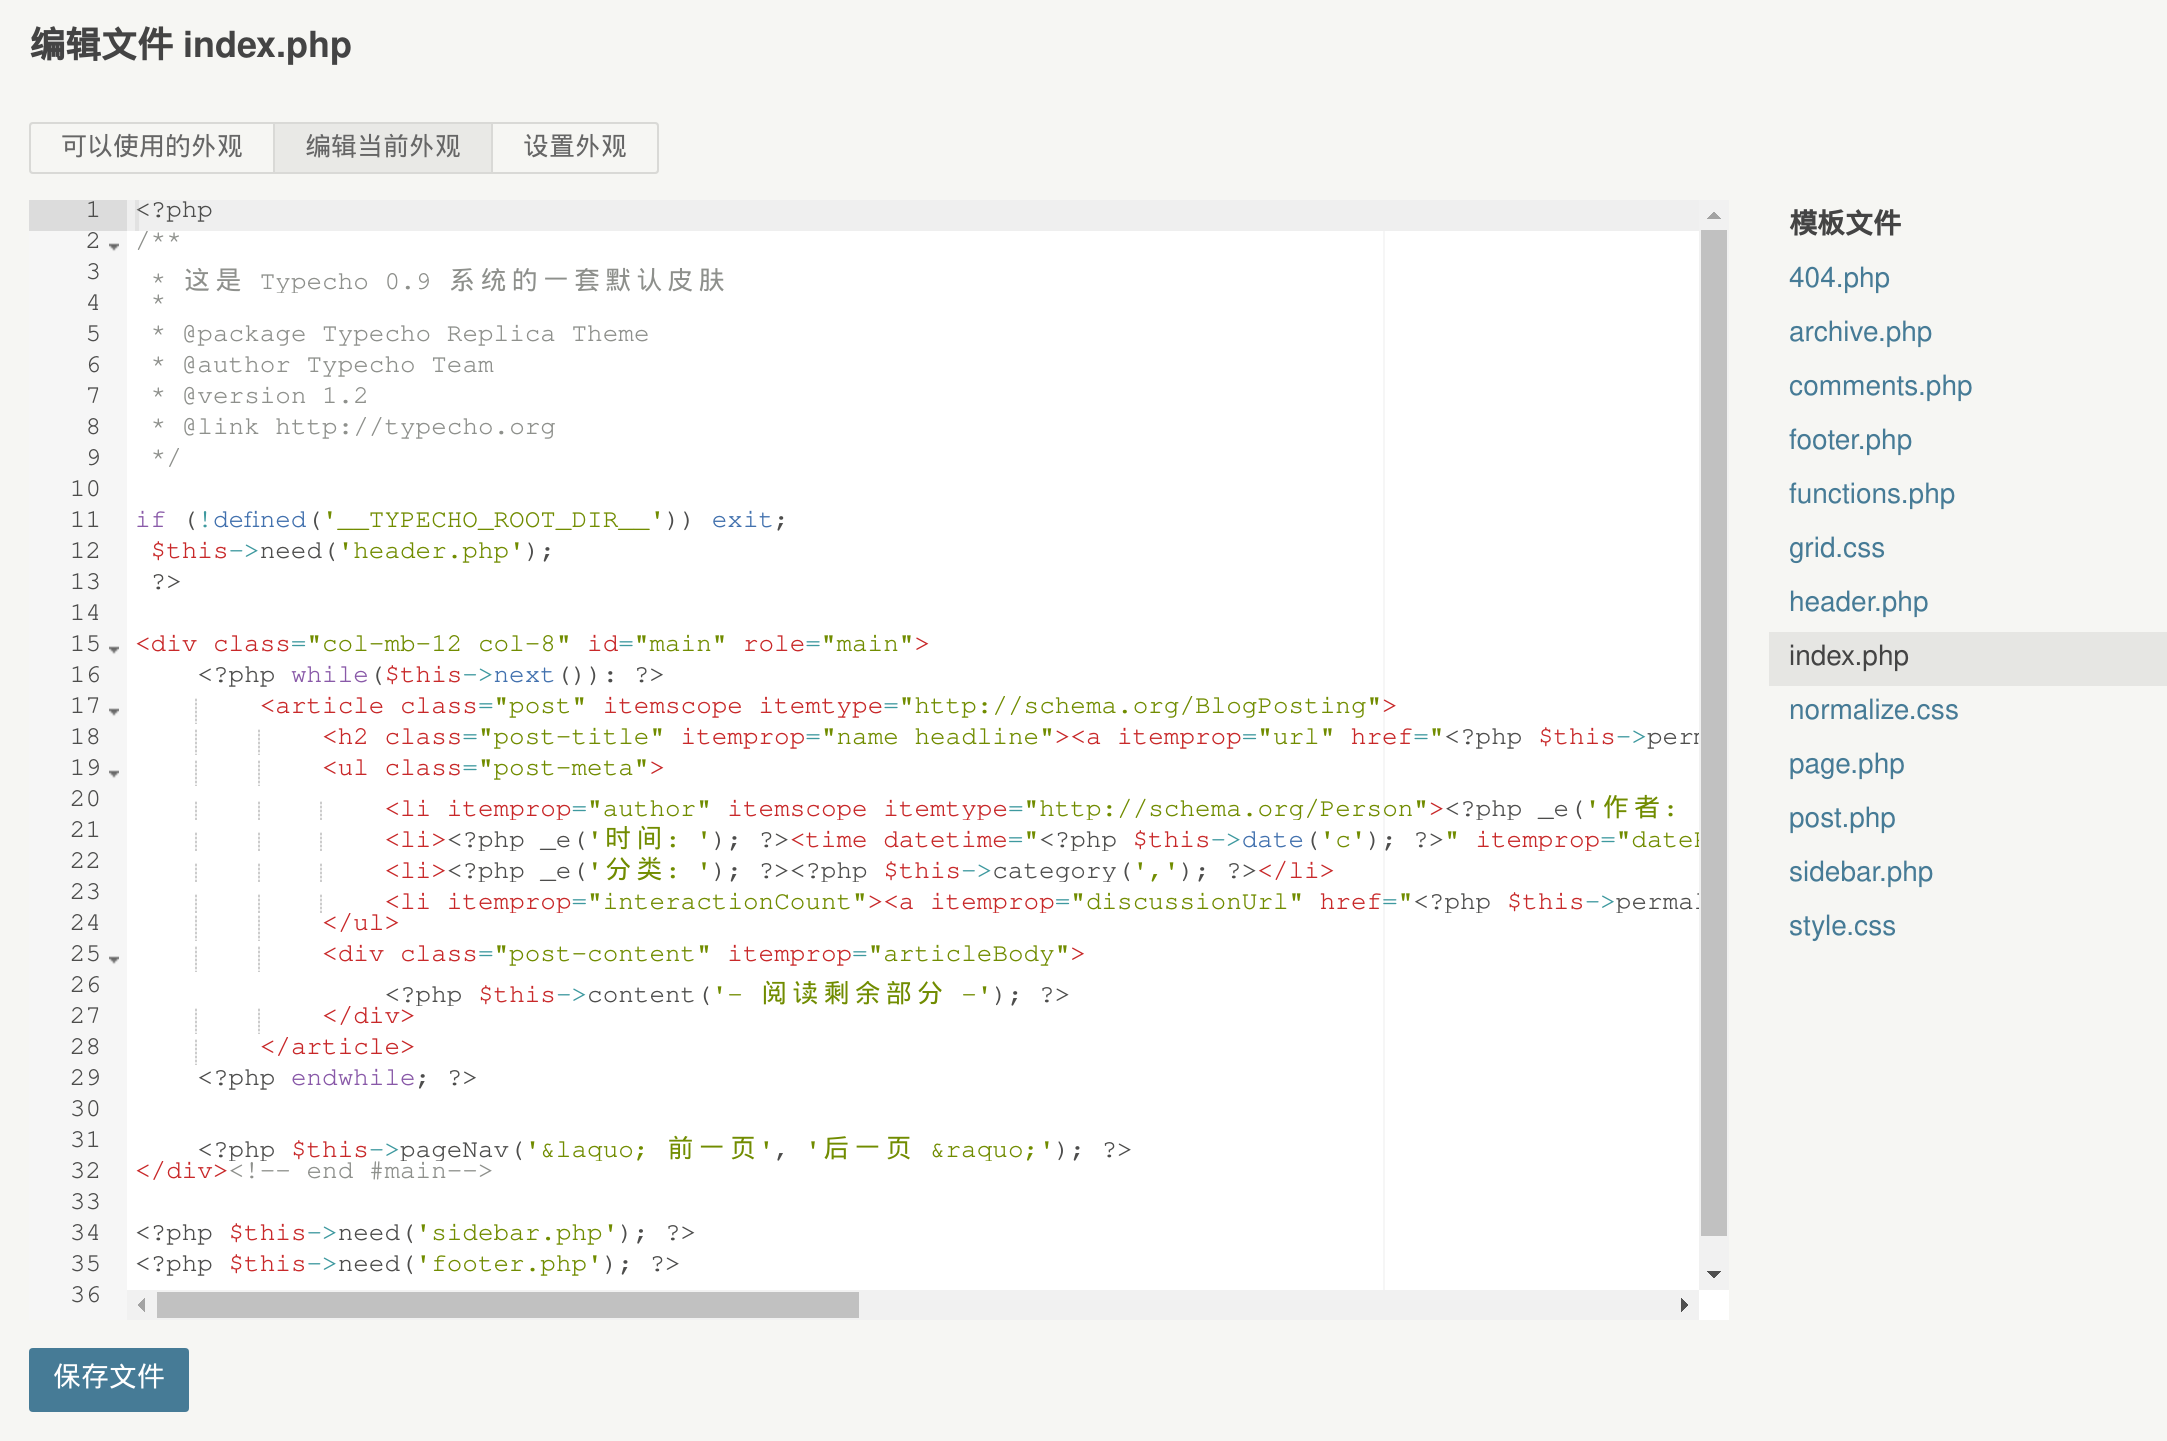 编辑文件 index.php
可以使用的外观 编辑当前外观 设置外观
1 <?php
2 /**
3  * 这是 Typecho 0.9 系统的一套默认皮肤
4  *
5  * @package Typecho Replica Theme
6  * @author Typecho Team
7  * @version 1.2
8  * @link http://typecho.org
9  */
10
11 if (!defined('__TYPECHO_ROOT_DIR__')) exit;
12  $this->need('header.php');
13  ?>
14
15 <div class="col-mb-12 col-8" id="main" role="main">
16     <?php while($this->next()): ?>
17         <article class="post" itemscope itemtype="http://schema.org/BlogPosting">
18             <h2 class="post-title" itemprop="name headline"><a itemprop="url" href="<?php $this->perm
19             <ul class="post-meta">
20                 <li itemprop="author" itemscope itemtype="http://schema.org/Person"><?php _e('作者:
21                 <li><?php _e('时间: '); ?><time datetime="<?php $this->date('c'); ?>" itemprop="date
22                 <li><?php _e('分类: '); ?><?php $this->category(','); ?></li>
23                 <li itemprop="interactionCount"><a itemprop="discussionUrl" href="<?php $this->permal
24             </ul>
25             <div class="post-content" itemprop="articleBody">
26                 <?php $this->content('- 阅读剩余部分 -'); ?>
27             </div>
28         </article>
29     <?php endwhile; ?>
30
31     <?php $this->pageNav('&laquo; 前一页', '后一页 &raquo;'); ?>
32 </div><!-- end #main-->
33
34 <?php $this->need('sidebar.php'); ?>
35 <?php $this->need('footer.php'); ?>
36
保存文件
模板文件
404.php
archive.php
comments.php
footer.php
functions.php
grid.css
header.php
index.php
normalize.css
page.php
post.php
sidebar.php
style.css